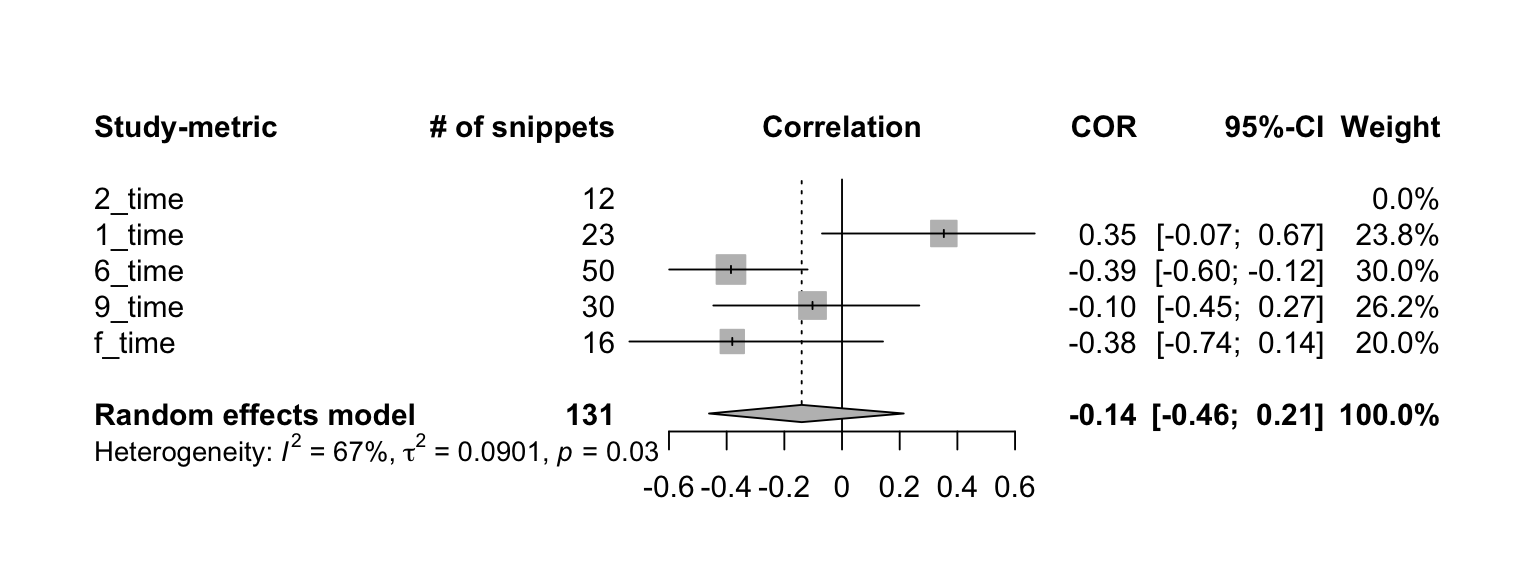 Study-metric # of snippets Correlation COR 95%-CI Weight
2_time 12 0.0%
1_time 23 0.35 [-0.07; 0.67] 23.8%
6_time 50 -0.39 [-0.60; -0.12] 30.0%
9_time 30 -0.10 [-0.45; 0.27] 26.2%
f_time 16 -0.38 [-0.74; 0.14] 20.0%
Random effects model 131 -0.14 [-0.46; 0.21] 100.0%
Heterogeneity: I² = 67%, τ² = 0.0901, p = 0.03
-0.6 -0.4 -0.2 0 0.2 0.4 0.6